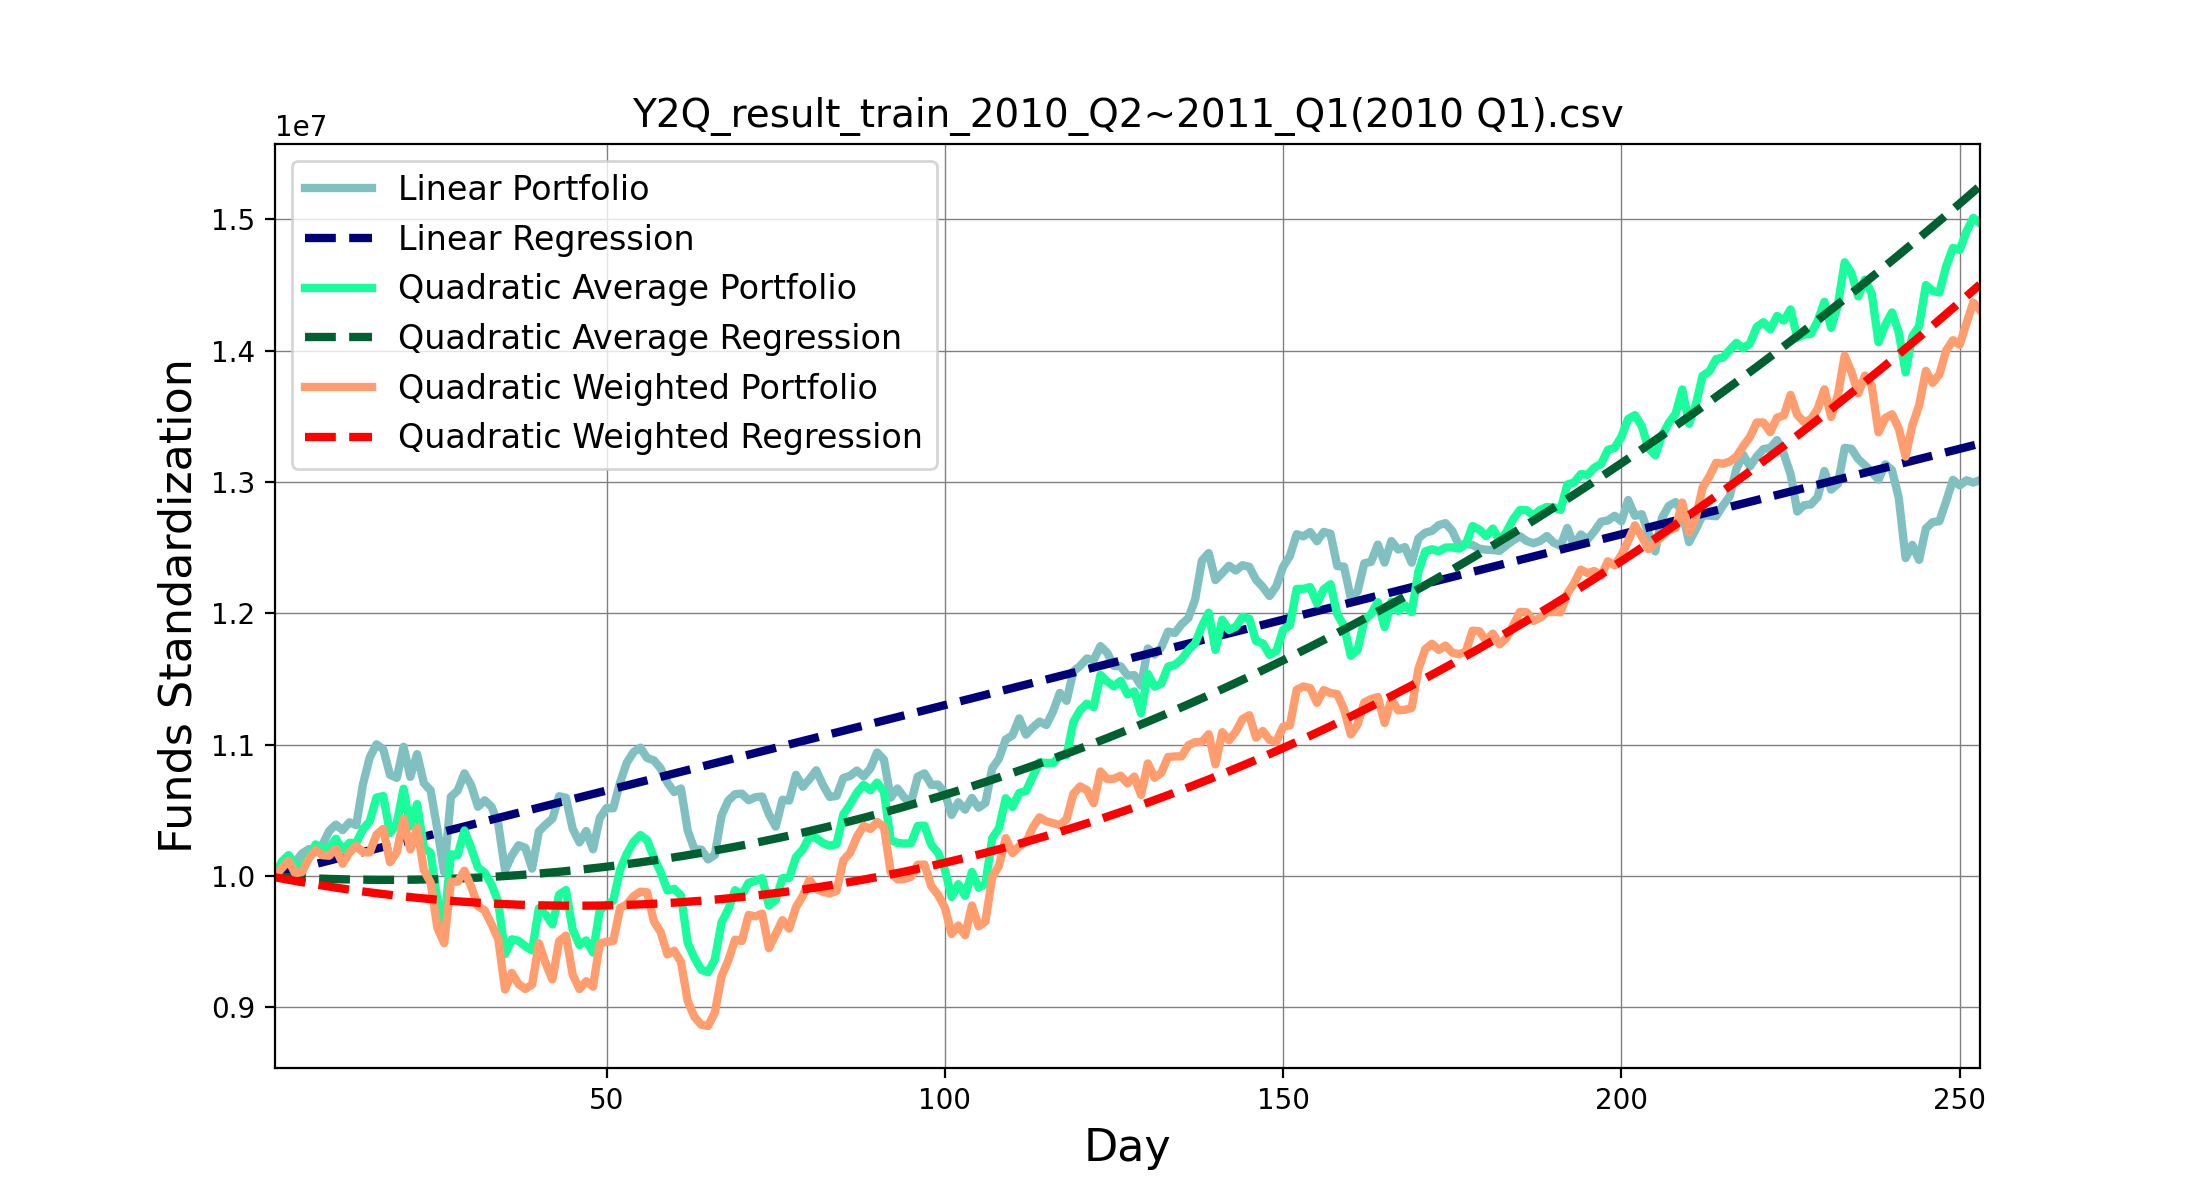 Y2Q_result_train_2010_Q2~2011_Q1(2010 Q1).csv
1e7
Linear Portfolio
Linear Regression
Quadratic Average Portfolio
Quadratic Average Regression
Quadratic Weighted Portfolio
Quadratic Weighted Regression
1.5
1.4
1.3
1.2
1.1
1.0
0.9
Funds Standardization
50 100 150 200 250
Day